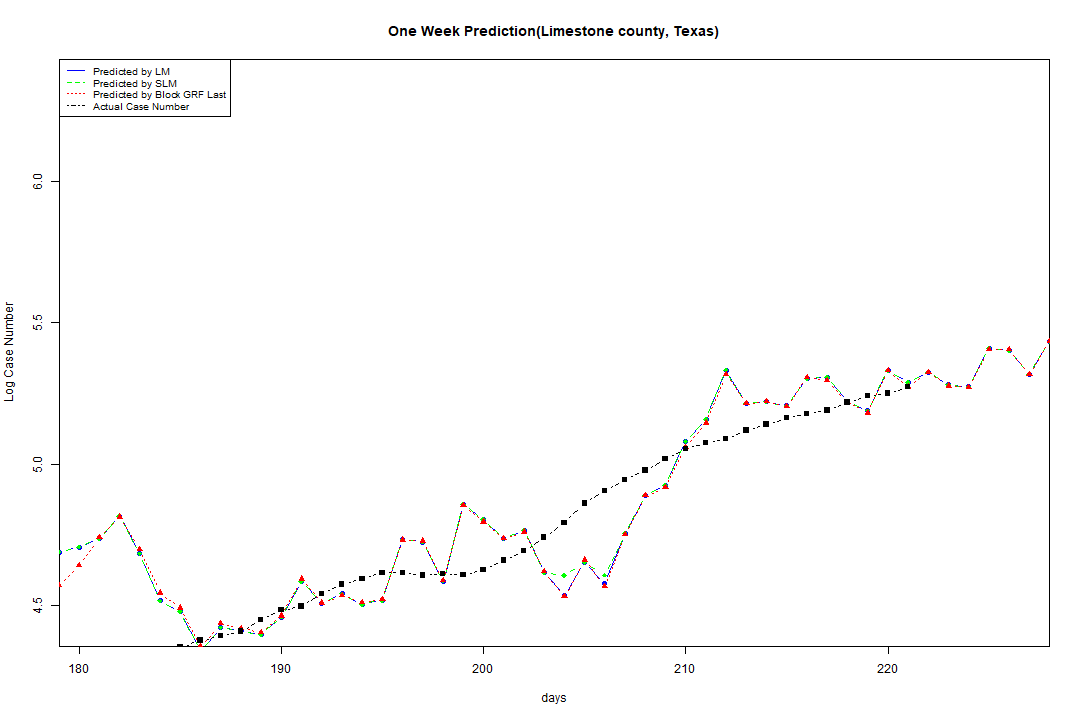 One Week Prediction(Limestone county, Texas)
Predicted by LM
Predicted by SLM
Predicted by Block GRF Last
Actual Case Number
6.0
5.5
5.0
4.5
Log Case Number
180 190 200 210 220
days